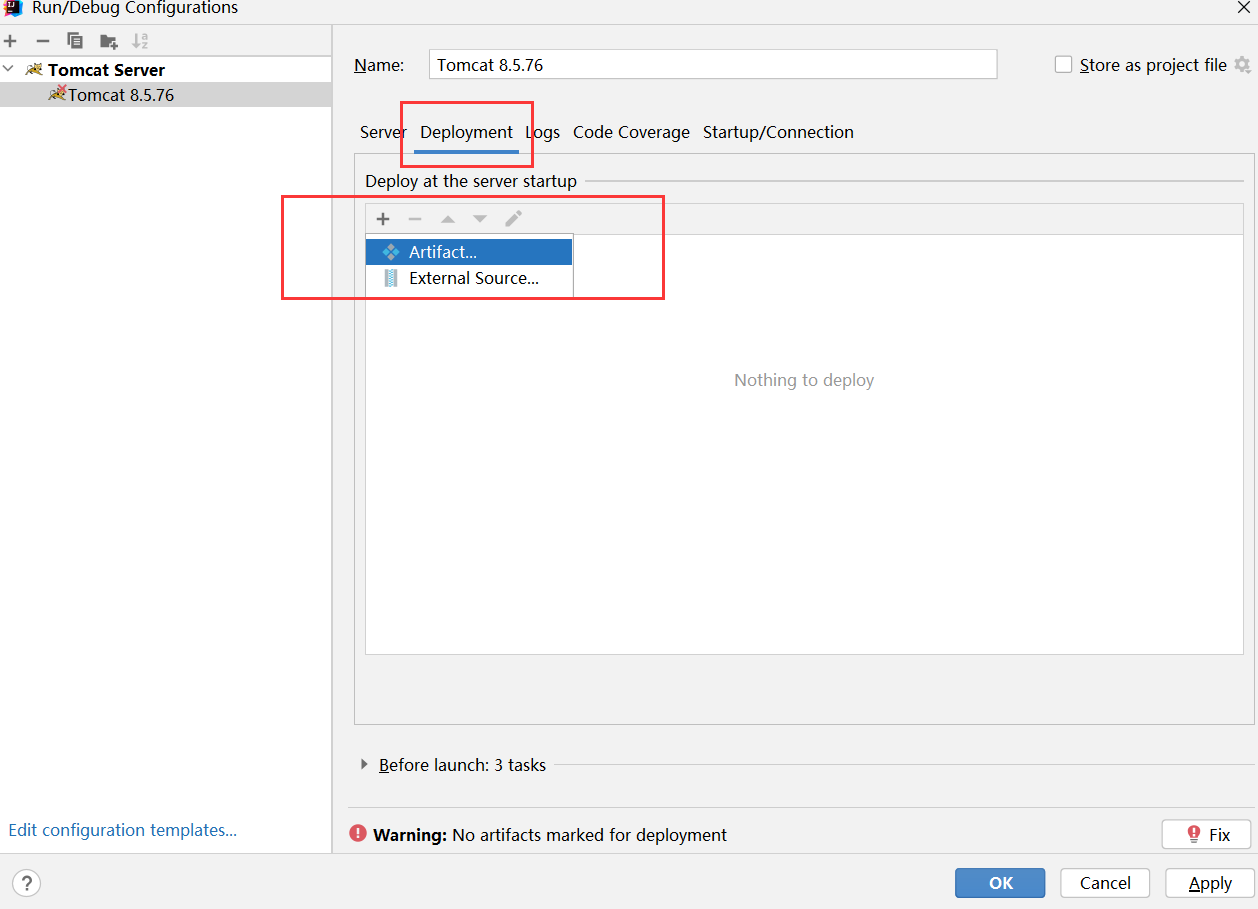 Run/Debug Configurations
Tomcat Server
Tomcat 8.5.76
Name:
Tomcat 8.5.76
Store as project file
Server Deployment Logs Code Coverage Startup/Connection
Deploy at the server startup
Artifact...
External Source...
Nothing to deploy
Before launch: 3 tasks
Edit configuration templates...
Warning: No artifacts marked for deployment
Fix
?
OK
Cancel
Apply